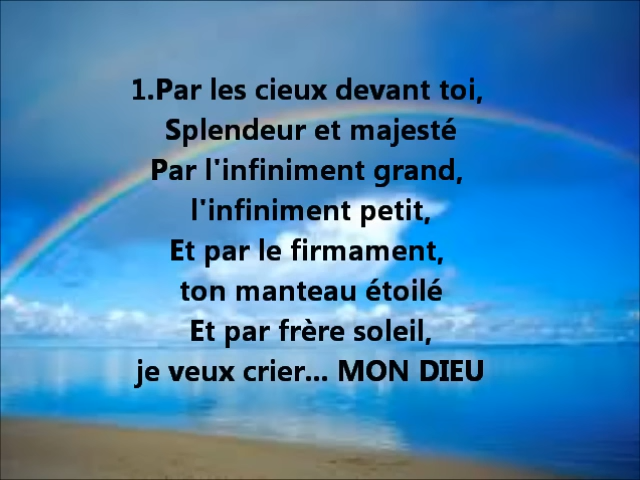 1.Par les cieux devant toi,
Splendeur et majesté
Par l'infiniment grand,
l'infiniment petit,
Et par le firmament,
ton manteau étoilé
Et par frère soleil,
je veux crier... MON DIEU